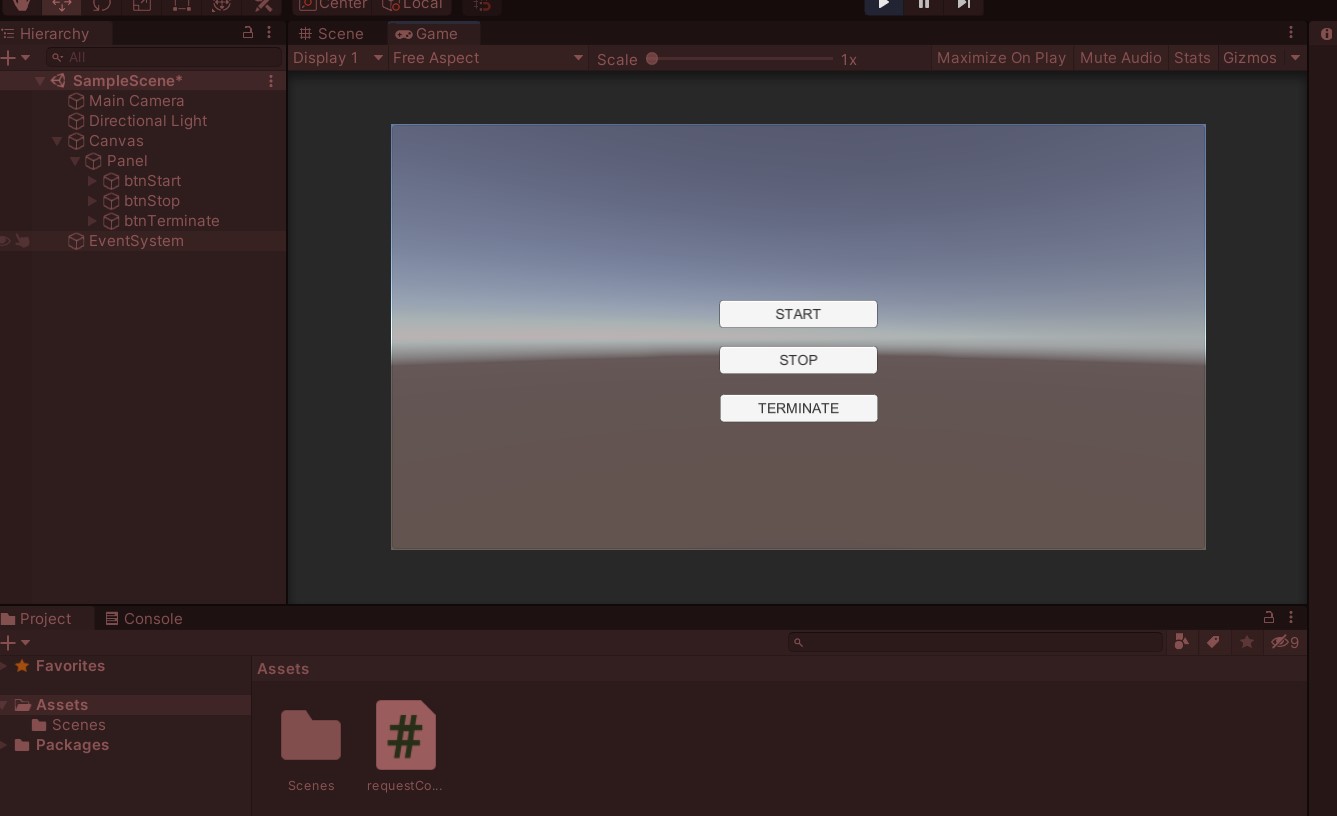 Center Local
Hierarchy
All
SampleScene*
Main Camera
Directional Light
Canvas
Panel
btnStart
btnStop
btnTerminate
EventSystem
Scene Game
Display 1 Free Aspect Scale 1x Maximize On Play Mute Audio Stats Gizmos
START
STOP
TERMINATE
Project Console
9
Favorites
Assets
Scenes
Packages
Assets
Scenes requestCo...